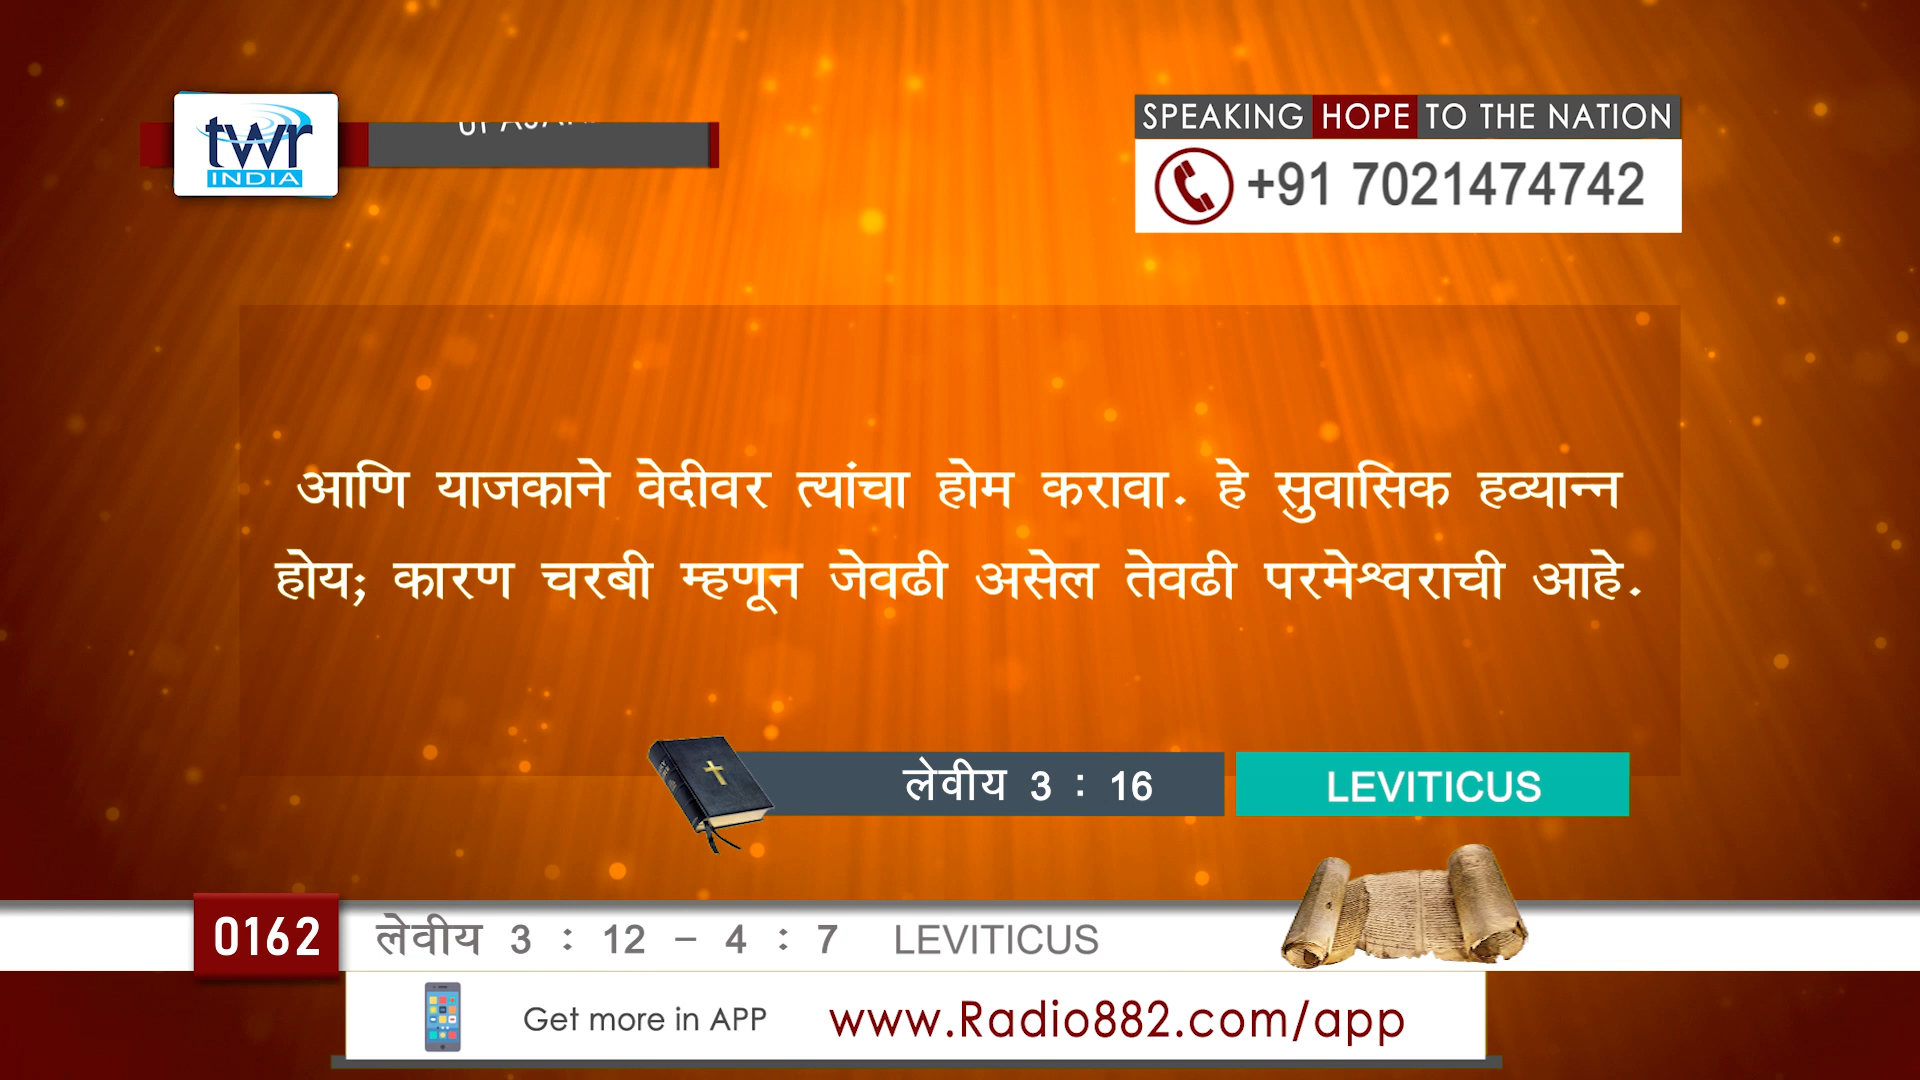 twr
INDIA
SPEAKING HOPE TO THE NATION
+91 7021474742
आणि याजकाने वेदीवर त्यांचा होम करावा. हे सुवासिक हव्यान्न
होय; कारण चरबी म्हणून जेवढी असेल तेवढी परमेश्वराची आहे.
लेवीय 3 : 16
LEVITICUS
0162
लेवीय 3 : 12 – 4 : 7 LEVITICUS
Get more in APP
www.Radio882.com/app